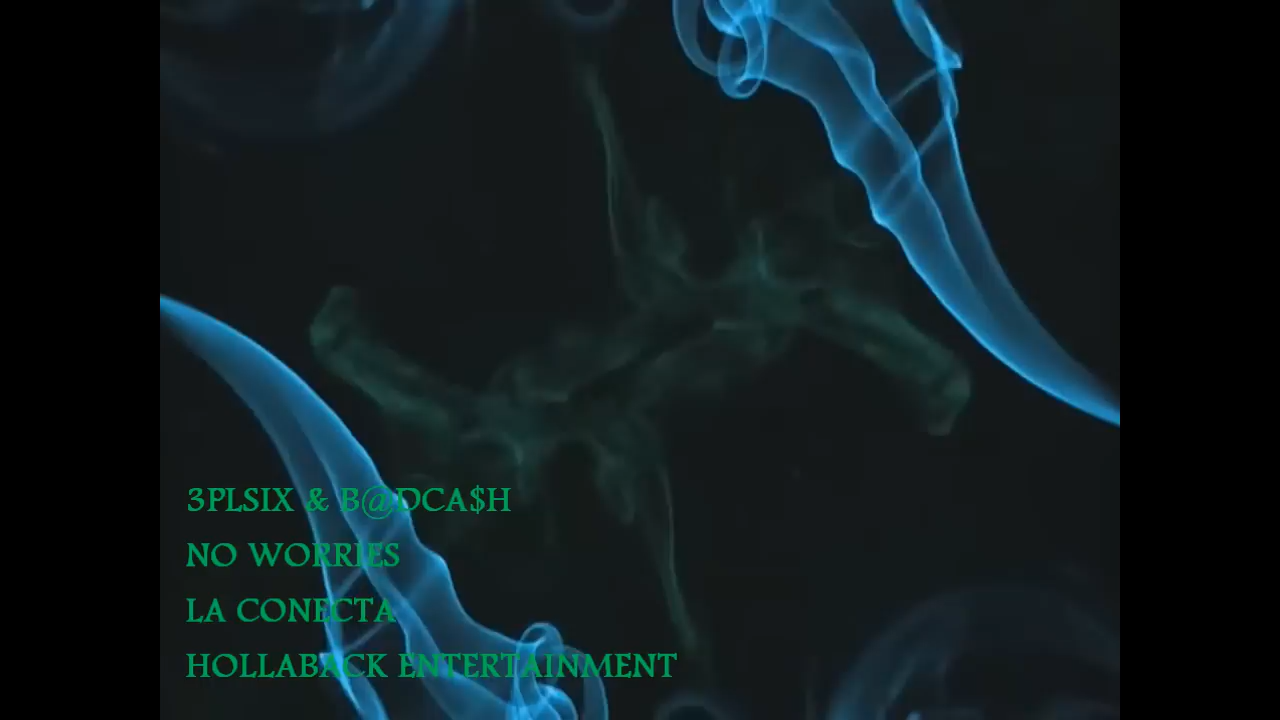 3PLSIX & B@DCA$H
NO WORRIES
LA CONECTA
HOLLABACK ENTERTAINMENT